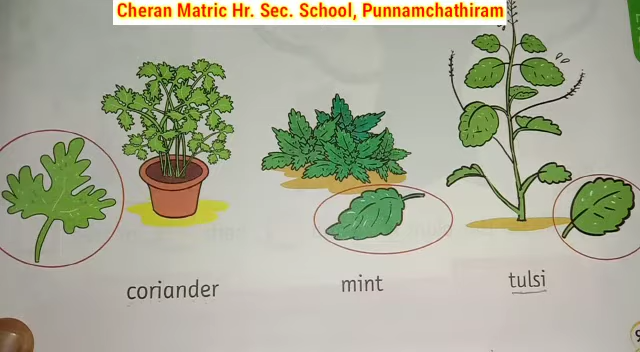 Cheran Matric Hr. Sec. School, Punnamchathiram
coriander
mint
tulsi